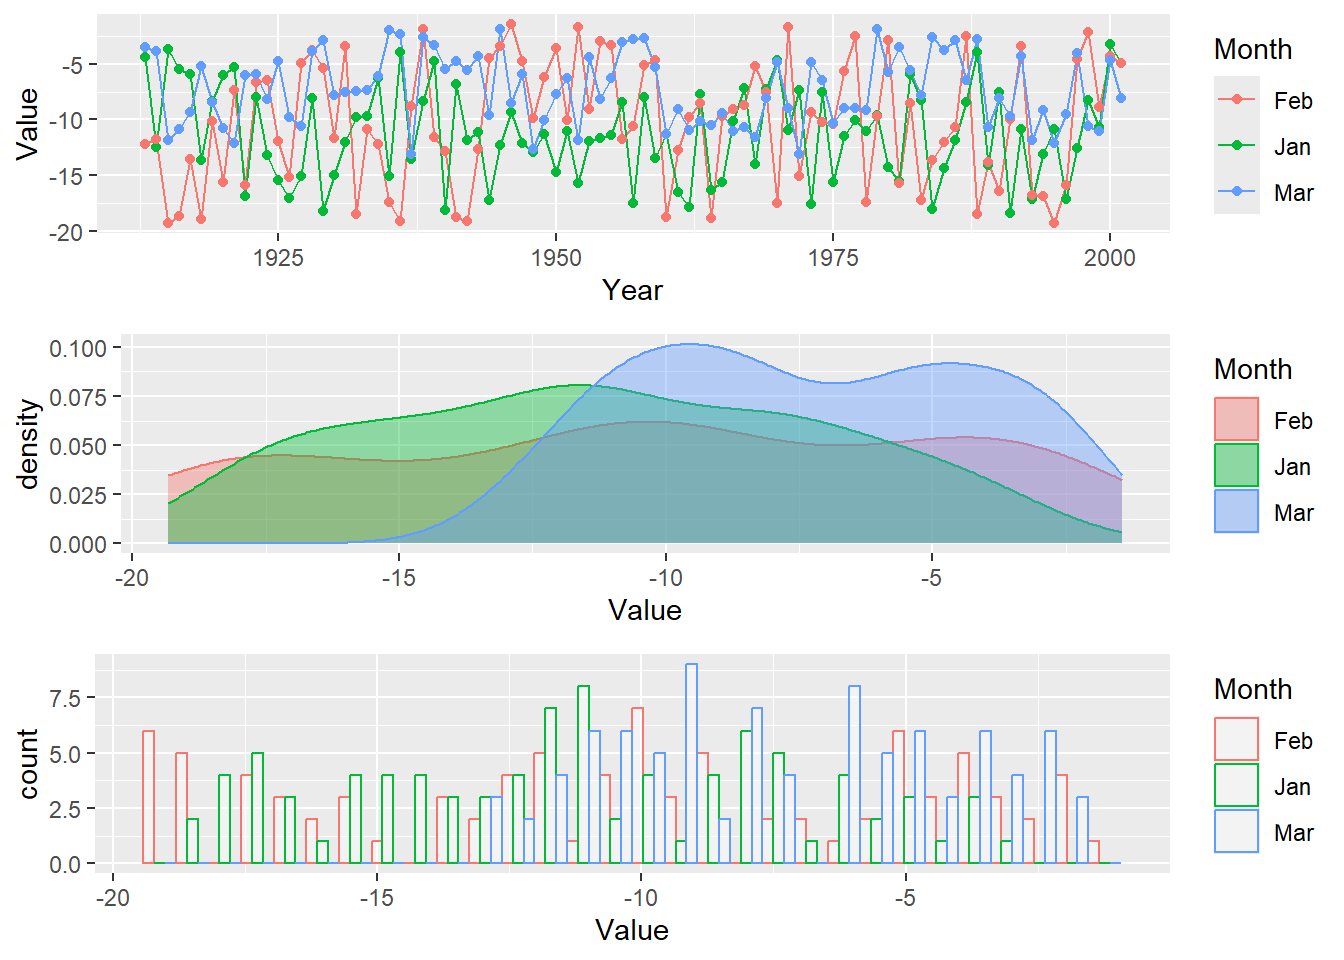 Value
-5
-10
-15
-20
1925 1950 1975 2000
Year
Month
Feb
Jan
Mar
density
0.100
0.075
0.050
0.025
0.000
-20 -15 -10 -5
Value
Month
Feb
Jan
Mar
count
7.5
5.0
2.5
0.0
-20 -15 -10 -5
Value
Month
Feb
Jan
Mar